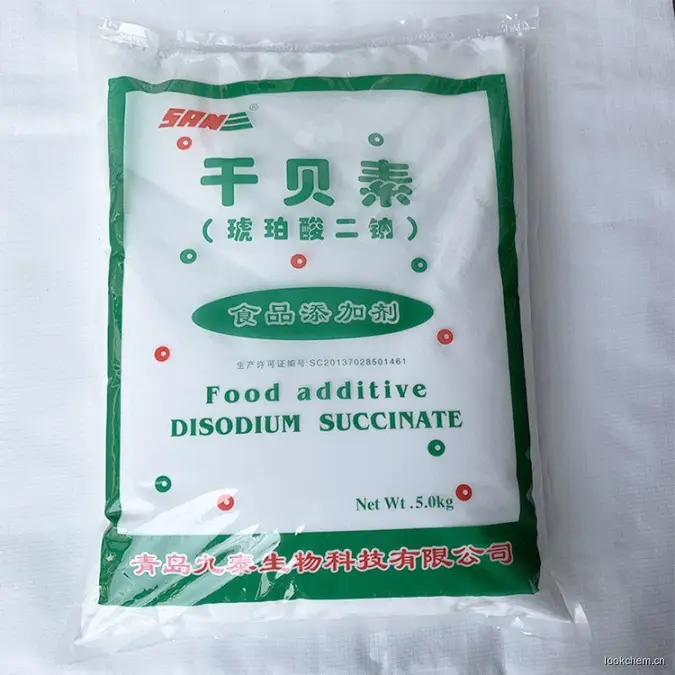 SANE®
干贝素
（琥珀酸二钠）
食品添加剂
生产许可证编号:SC20137028501461
Food additive
DISODIUM SUCCINATE
Net Wt .5.0kg
青岛九泰生物科技有限公司
lookchem.cn